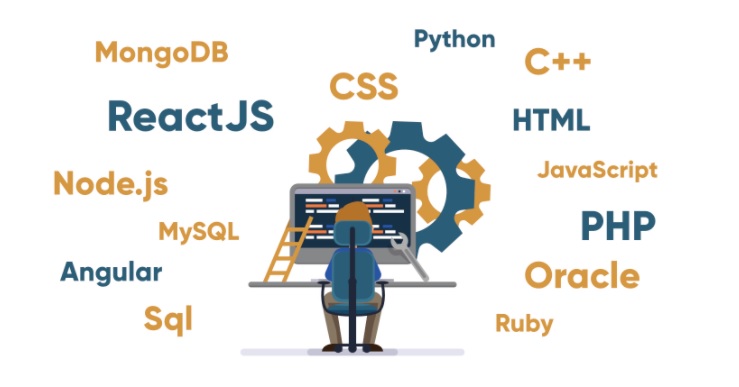 Python
MongoDB
C++
CSS
ReactJS
HTML
JavaScript
Node.js
PHP
MySQL
Angular
Oracle
Sql
Ruby